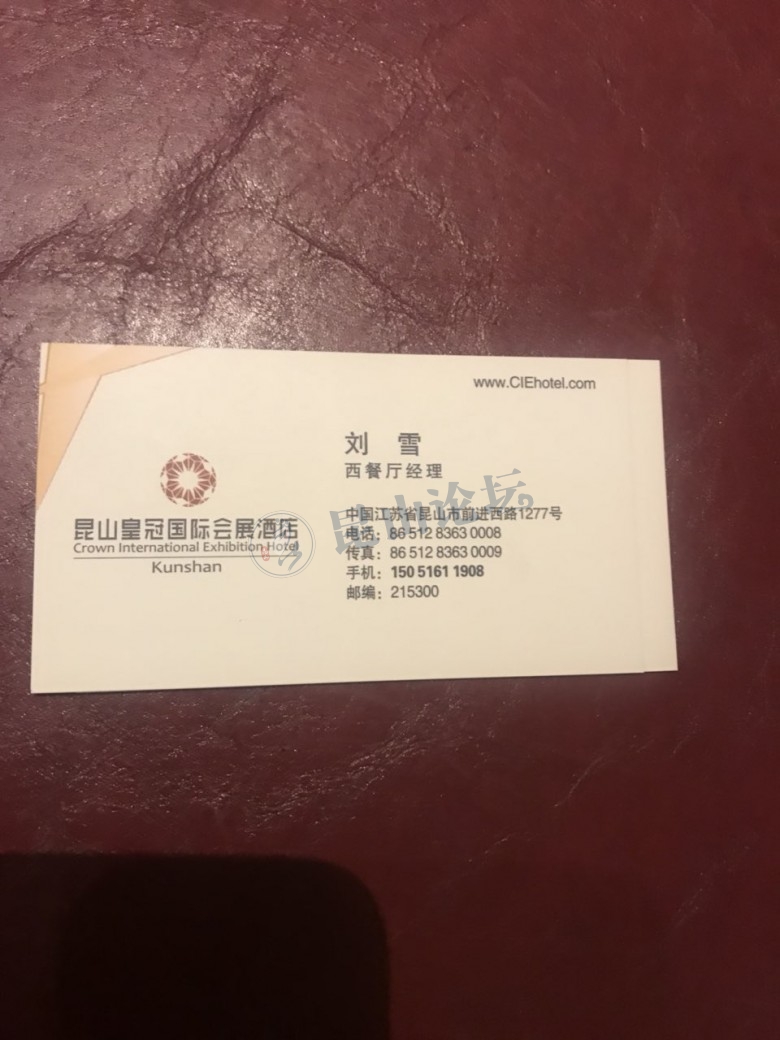 www.CIEhotel.com
刘 雪
西餐厅经理
昆山皇冠国际会展酒店
Crown International Exhibition Hotel
Kunshan
中国江苏省昆山市前进西路1277号
电话：86 512 8363 0008
传真：86 512 8363 0009
手机：150 5161 1908
邮编：215300
昆山论坛